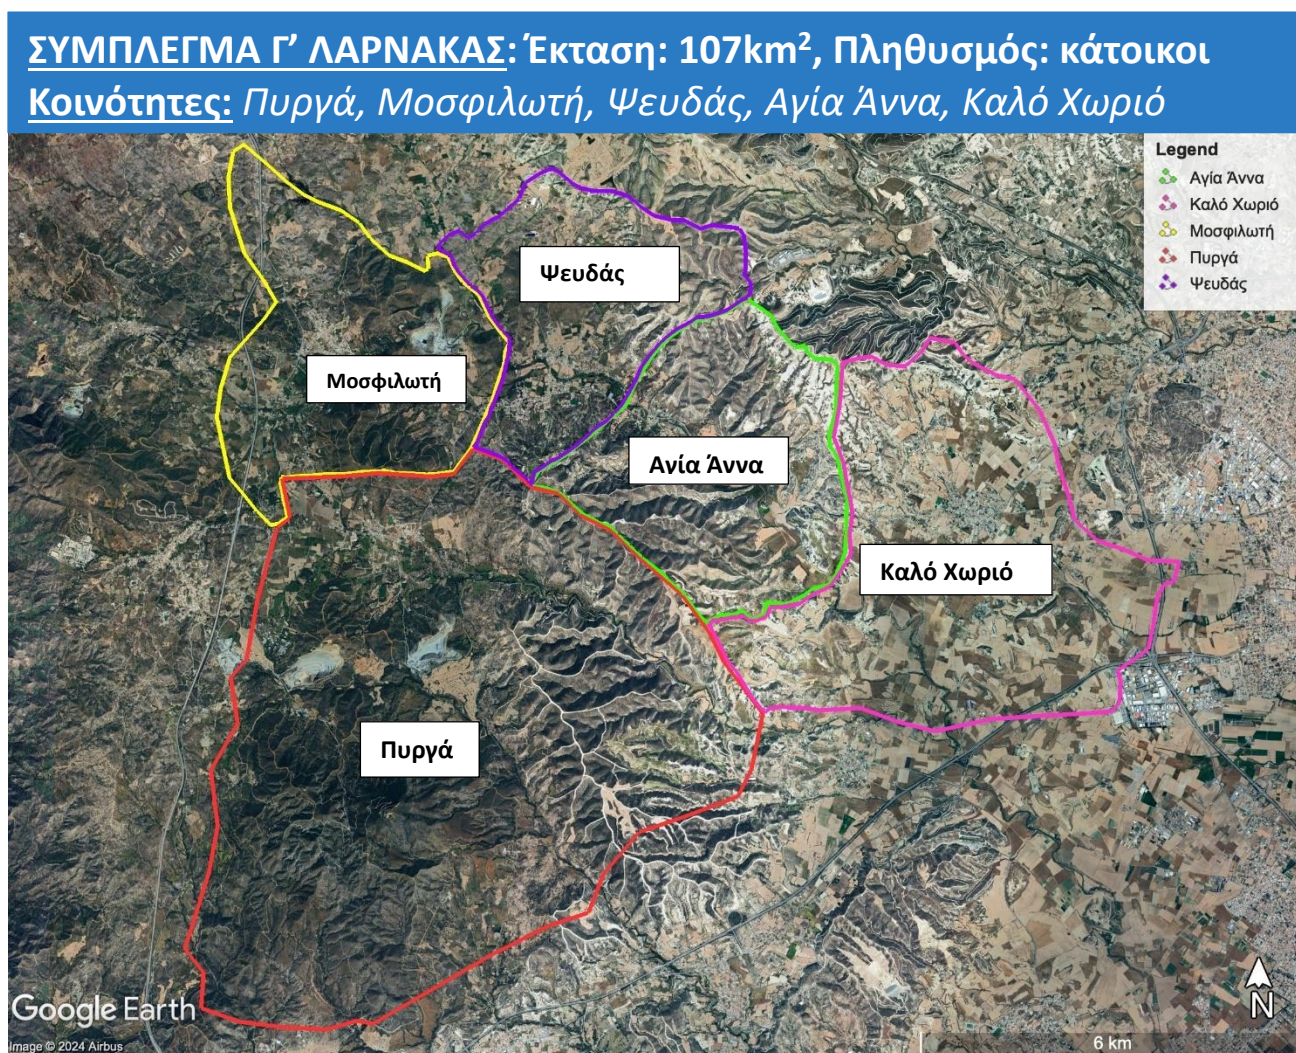 ΣΥΜΠΛΕΓΜΑ Γ’ ΛΑΡΝΑΚΑΣ: Έκταση: 107km², Πληθυσμός: κάτοικοι
Κοινότητες: Πυργά, Μοσφιλωτή, Ψευδάς, Αγία Άννα, Καλό Χωριό
Legend
Αγία Άννα
Καλό Χωριό
Μοσφιλωτή
Πυργά
Ψευδάς
Ψευδάς
Μοσφιλωτή
Αγία Άννα
Καλό Χωριό
Πυργά
Google Earth
N
Image © 2024 Airbus
6 km